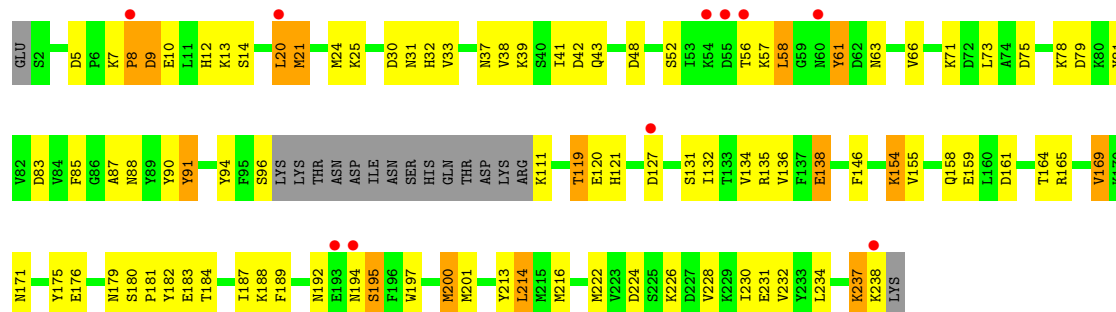 GLU S2 D5 P6 K7 P8 D9 E10 L11 H12 K13 S14 L20 M21 M24 K25 D30 N31 H32 V33 N37 V38 K39 S40 I41 D42 Q43 D48 S52 I53 K54 D55 T56 K57 L58 G59 N60 Y61 D62 N63 V66 K71 D72 L73 A74 D75 K78 D79 K80
V82 D83 V84 F85 G86 A87 N88 Y89 Y90 Y91 Y94 F95 S96 LYS LYS THR ASN ASP ILE ASN SER HIS GLN THR ASP LYS ARG K111 T119 E120 H121 D127 S131 I132 T133 V134 R135 V136 F137 E138 F146 K154 V155 Q158 E159 L160 D161 T164 R165 V169
N171 Y175 E176 N179 S180 P181 Y182 E183 T184 I187 K188 F189 N192 E193 N194 S195 F196 W197 M200 M201 Y213 L214 M215 M216 M222 V223 D224 S225 K226 D227 V228 K229 I230 E231 V232 Y233 L234 K237 K238 LYS